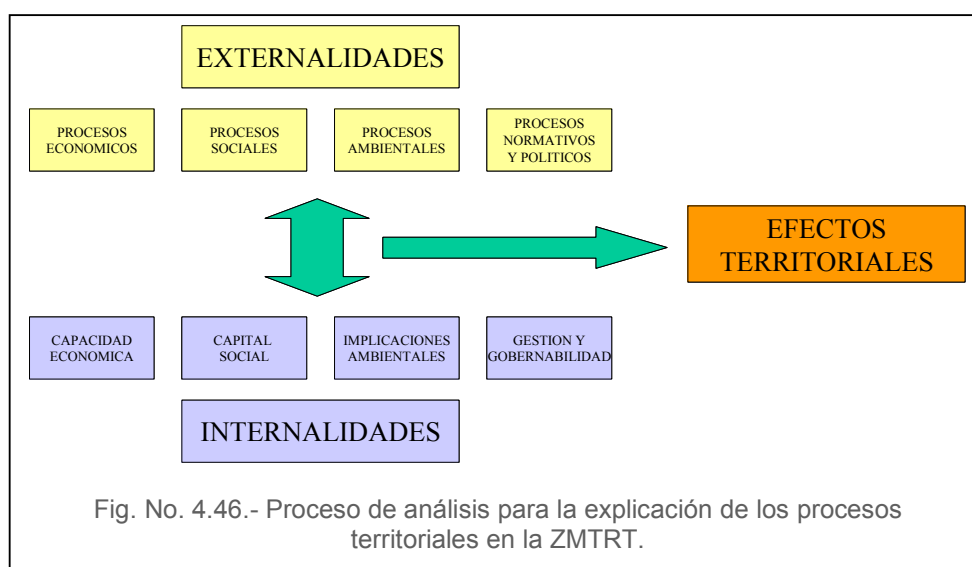 EXTERNALIDADES
PROCESOS
ECONOMICOS
PROCESOS
SOCIALES
PROCESOS
AMBIENTALES
PROCESOS
NORMATIVOS
Y POLITICOS
EFECTOS
TERRITORIALES
CAPACIDAD
ECONOMICA
CAPITAL
SOCIAL
IMPLICACIONES
AMBIENTALES
GESTION Y
GOBERNABILIDAD
INTERNALIDADES
Fig. No. 4.46.- Proceso de análisis para la explicación de los procesos
territoriales en la ZMTRT.